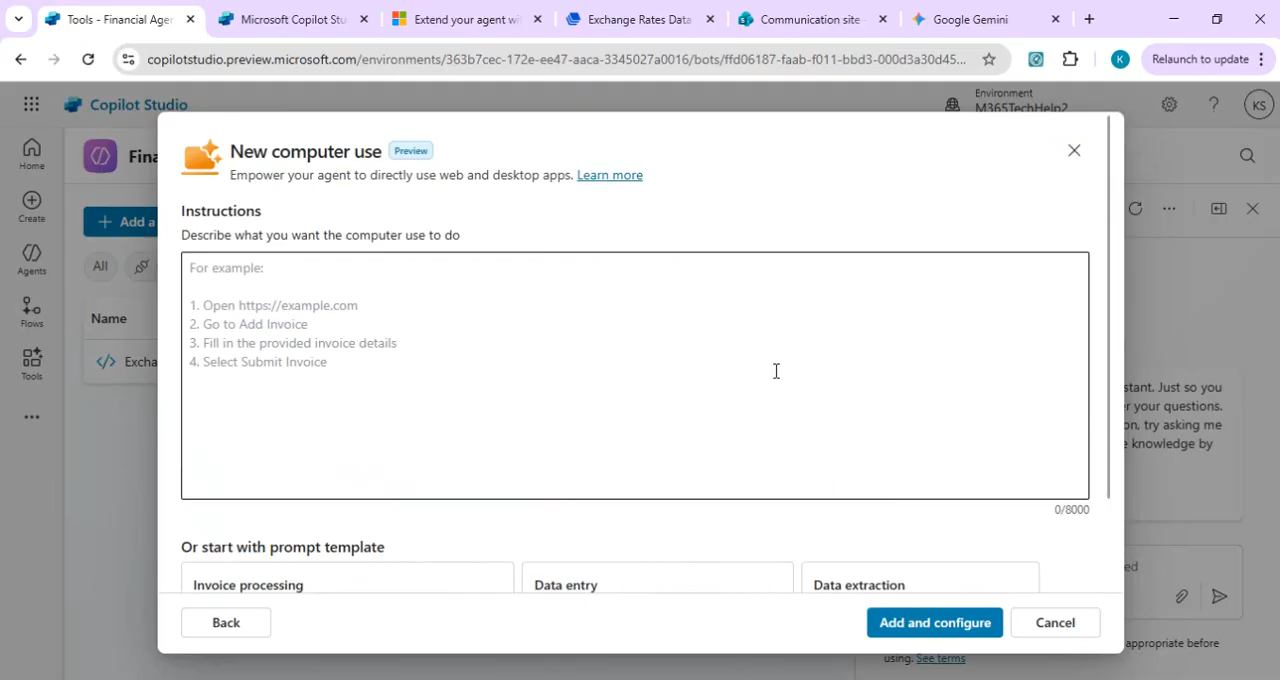 Tools - Financial Agen
Microsoft Copilot Stu
Extend your agent wi
Exchange Rates Data
Communication site -
Google Gemini
copilotstudio.preview.microsoft.com/environments/363b7cec-172e-ee47-aaca-3345027a0016/bots/ffd06187-faab-f011-bbd3-000d3a30d45...
K
Relaunch to update
Copilot Studio
Environment
M365TechHelp2
KS
Home
Create
Agents
Flows
Tools
Fina
+ Add a
All
Name
Excha
New computer use
Preview
Empower your agent to directly use web and desktop apps. Learn more
Instructions
Describe what you want the computer use to do
For example:
1. Open https://example.com
2. Go to Add Invoice
3. Fill in the provided invoice details
4. Select Submit Invoice
0/8000
Or start with prompt template
Invoice processing
Data entry
Data extraction
Back
Add and configure
Cancel
stant. Just so you
r your questions.
on, try asking me
e knowledge by
ed
appropriate before
using. See terms